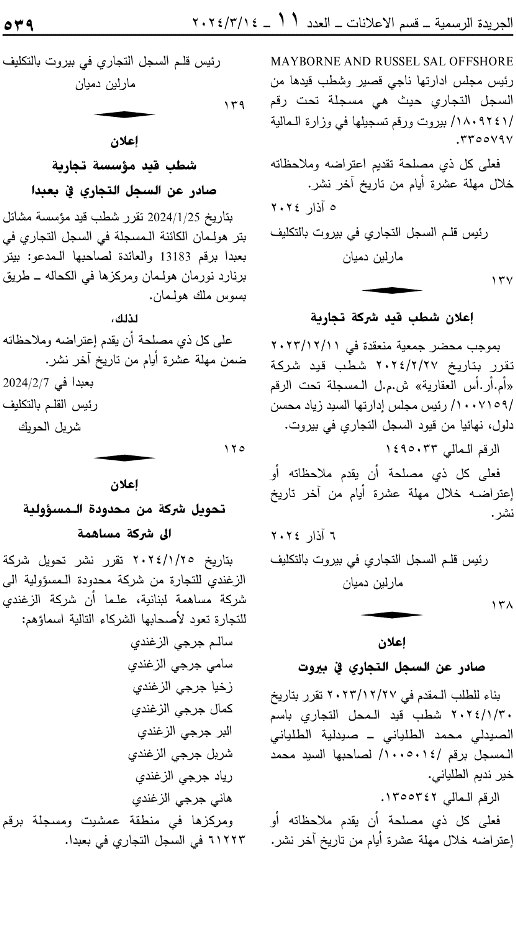 الجريدة الرسمية ـ قسم الاعلانات ـ العدد ١١ ـ ٢٠٢٤/٣/١٤
٥٣٩
MAYBORNE AND RUSSEL SAL OFFSHORE
رئيس مجلس ادارتها ناجي قصير وشطب قيدها من
السجل التجاري حيث هي مسجلة تحت رقم
/١٨٠٩٢٤١/ بيروت ورقم تسجيلها في وزارة المالية
٣٣٥٥٧٩٧.
فعلى كل ذي مصلحة تقديم اعتراضه وملاحظاته
خلال مهلة عشرة أيام من تاريخ آخر نشر.
٥ آذار ٢٠٢٤
رئيس قلم السجل التجاري في بيروت بالتكليف
مارلين دميان
١٣٧
إعلان شطب قيد شركة تجارية
بموجب محضر جمعية منعقدة في ٢٠٢٣/١٢/١١
تقرر بتاريخ ٢٠٢٤/٢/٢٧ شطب قيد شركة
«أم.أر.أس العقارية» ش.م.ل المسجلة تحت الرقم
/١٠٠٧١٥٩/ رئيس مجلس إدارتها السيد زياد محسن
دلول، نهائيا من قيود السجل التجاري في بيروت.
الرقم المالي ١٤٩٥٠٣٣
فعلى كل ذي مصلحة أن يقدم ملاحظاته أو
إعتراضه خلال مهلة عشرة أيام من آخر تاريخ
نشر.
٦ آذار ٢٠٢٤
رئيس قلم السجل التجاري في بيروت بالتكليف
مارلين دميان
١٣٨
إعلان
صادر عن السجل التجاري في بيروت
بناء للطلب المقدم في ٢٠٢٣/١٢/٢٧ تقرر بتاريخ
٢٠٢٤/١/٣٠ شطب قيد المحل التجاري باسم
الصيدلي محمد الطلياني ـ صيدلية الطلياني
المسجل برقم /١٠٠٥٠١٤/ لصاحبها السيد محمد
خير نديم الطلياني.
الرقم المالي ١٣٥٥٣٤٢.
فعلى كل ذي مصلحة أن يقدم ملاحظاته أو
إعتراضه خلال مهلة عشرة أيام من تاريخ آخر نشر.
رئيس قلم السجل التجاري في بيروت بالتكليف
مارلين دميان
١٣٩
إعلان
شطب قيد مؤسسة تجارية
صادر عن السجل التجاري في بعبدا
بتاريخ 2024/1/25 تقرر شطب قيد مؤسسة مشاتل
بتر هولمان الكائنة المسجلة في السجل التجاري في
بعبدا برقم 13183 والعائدة لصاحبها المدعو: بيتر
برنارد نورمان هولمان ومركزها في الكحاله ـ طريق
بسوس ملك هولمان.
لذلك،
على كل ذي مصلحة أن يقدم إعتراضه وملاحظاته
ضمن مهلة عشرة أيام من تاريخ آخر نشر.
بعبدا في 2024/2/7
رئيس القلم بالتكليف
شربل الحويك
١٢٥
إعلان
تحويل شركة من محدودة المسؤولية
الى شركة مساهمة
بتاريخ ٢٠٢٤/١/٢٥ تقرر نشر تحويل شركة
الزغندي للتجارة من شركة محدودة المسؤولية الى
شركة مساهمة لبنانية، علما أن شركة الزغندي
للتجارة تعود لأصحابها الشركاء التالية اسماؤهم:
سالم جرجي الزغندي
سامي جرجي الزغندي
زخيا جرجي الزغندي
كمال جرجي الزغندي
البر جرجي الزغندي
شربل جرجي الزغندي
رياد جرجي الزغندي
هاني جرجي الزغندي
ومركزها في منطقة عمشيت ومسجلة برقم
٦١٢٢٣ في السجل التجاري في بعبدا.